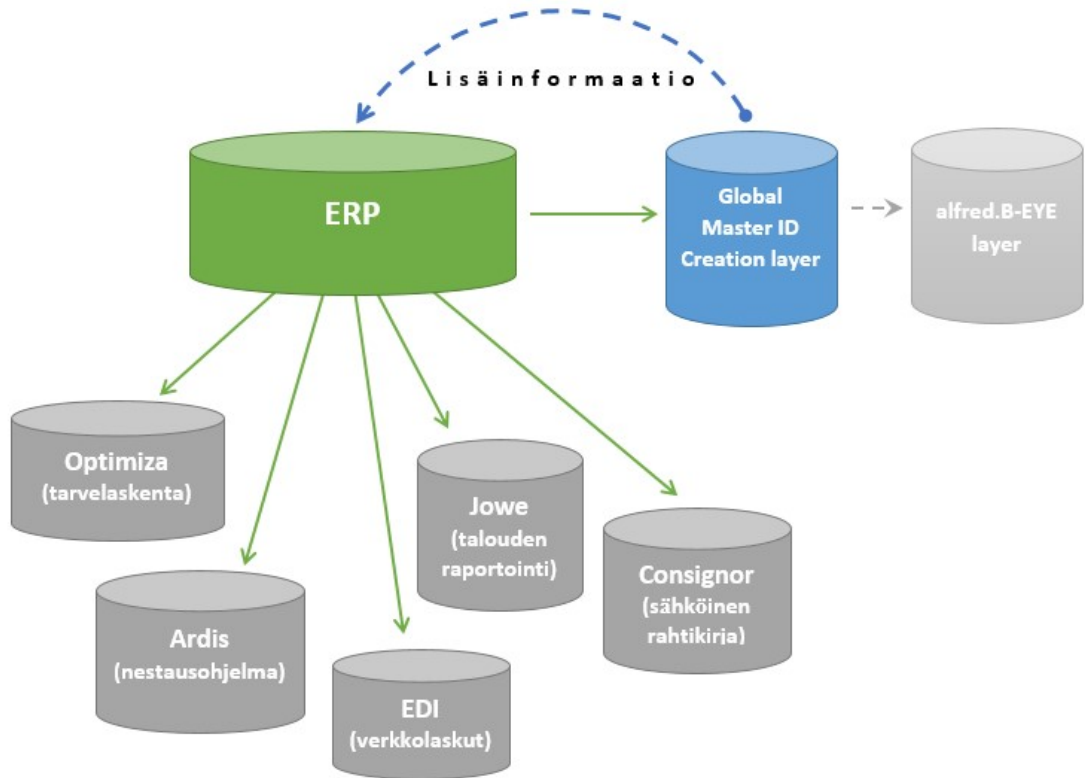 Lisäinformaatio
ERP
Global
Master ID
Creation layer
alfred.B-EYE
layer
Optimiza
(tarvelaskenta)
Jowe
(talouden
raportointi)
Consignor
(sähköinen
rahtikirja)
Ardis
(nestausohjelma)
EDI
(verkkolaskut)